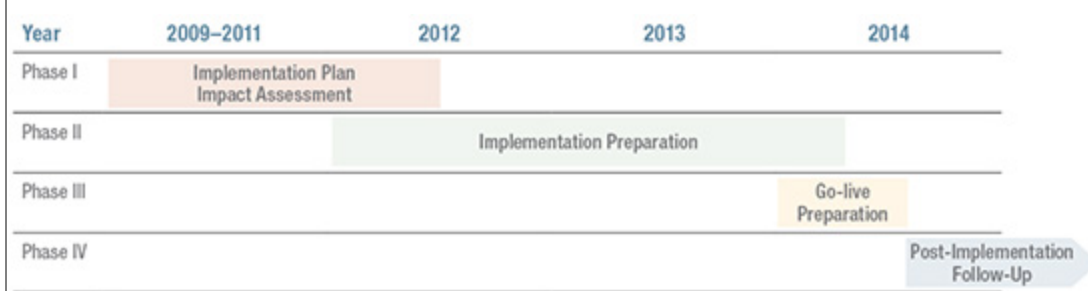 Year 2009–2011 2012 2013 2014
Phase I
Implementation Plan
Impact Assessment
Phase II
Implementation Preparation
Phase III
Go-live
Preparation
Phase IV
Post-Implementation
Follow-Up